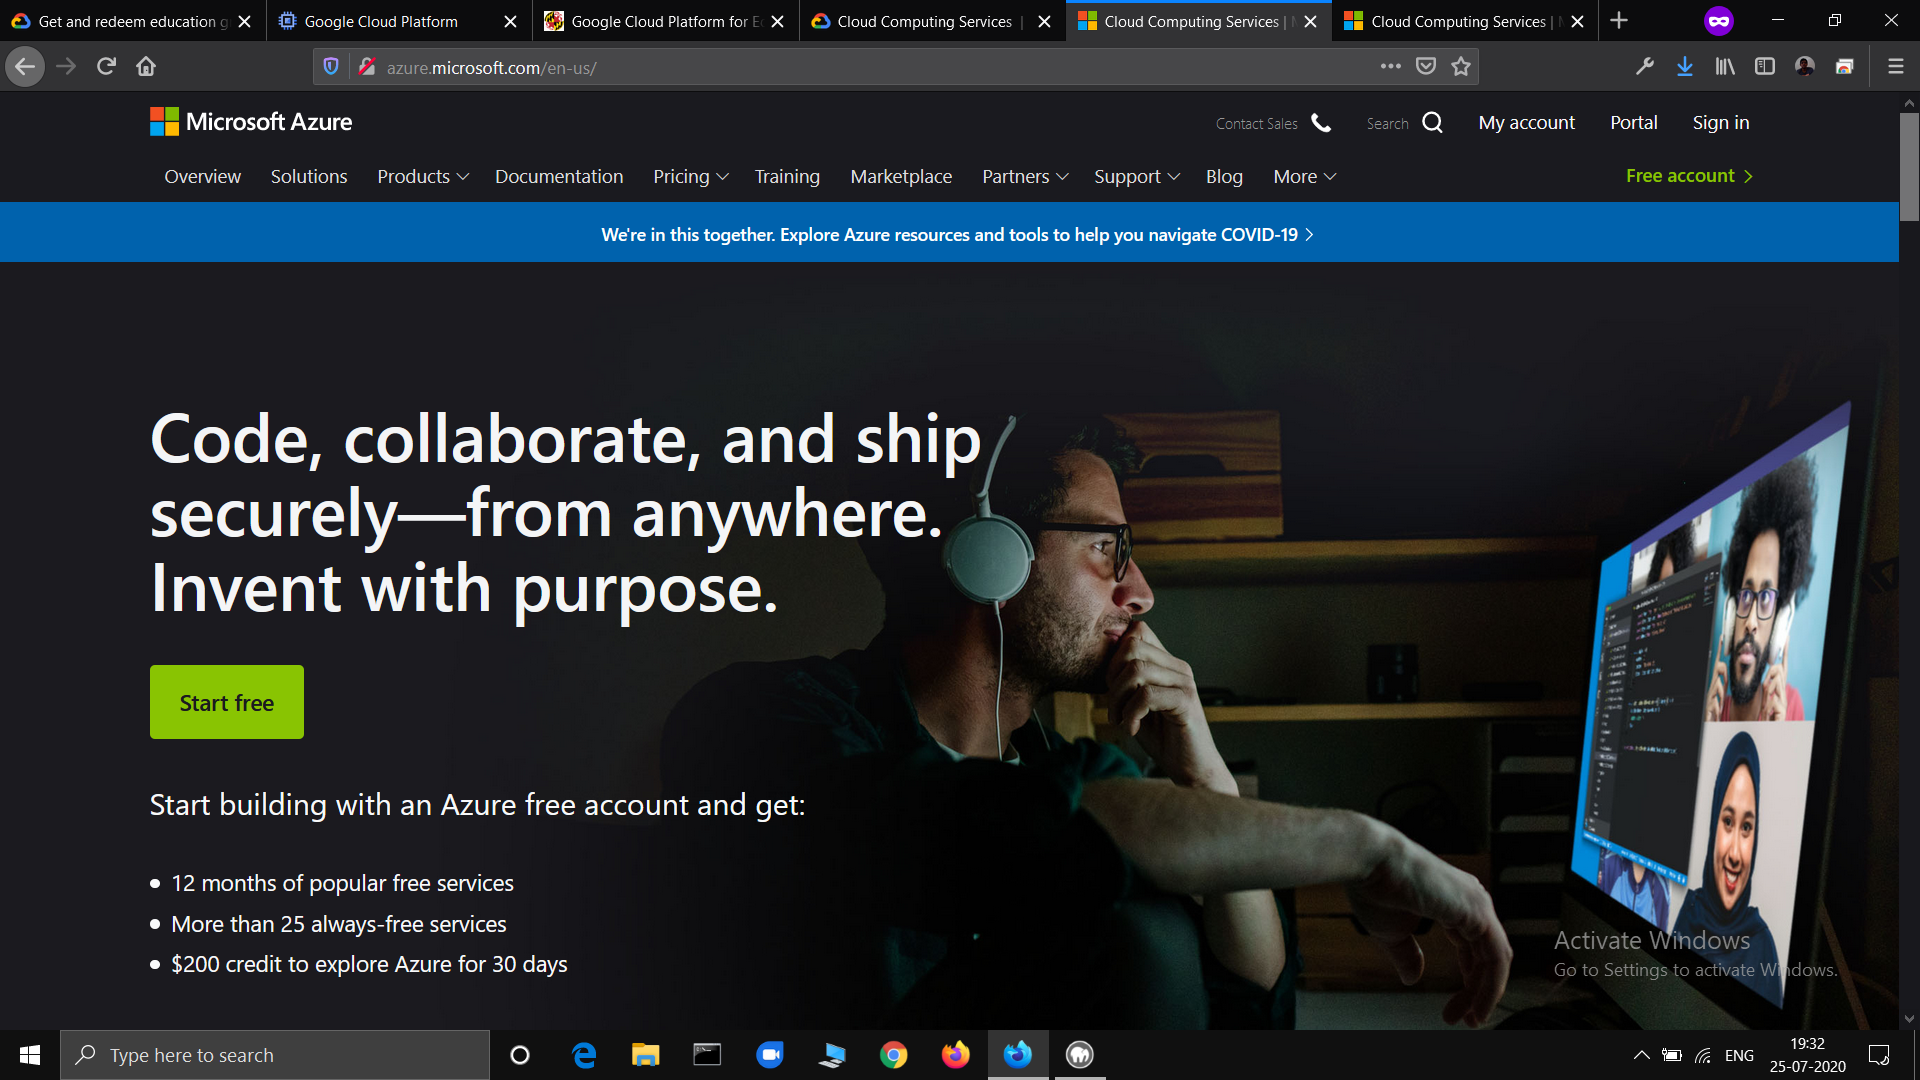 Get and redeem education g
Google Cloud Platform
Google Cloud Platform for E
Cloud Computing Services |
Cloud Computing Services |
Cloud Computing Services |
azure.microsoft.com/en-us/
Microsoft Azure
Contact Sales
Search
My account
Portal
Sign in
Overview
Solutions
Products
Documentation
Pricing
Training
Marketplace
Partners
Support
Blog
More
Free account
We're in this together. Explore Azure resources and tools to help you navigate COVID-19
Code, collaborate, and ship
securely—from anywhere.
Invent with purpose.
Start free
Start building with an Azure free account and get:
• 12 months of popular free services
• More than 25 always-free services
• $200 credit to explore Azure for 30 days
Activate Windows
Go to Settings to activate Windows.
Type here to search
ENG
19:32
25-07-2020